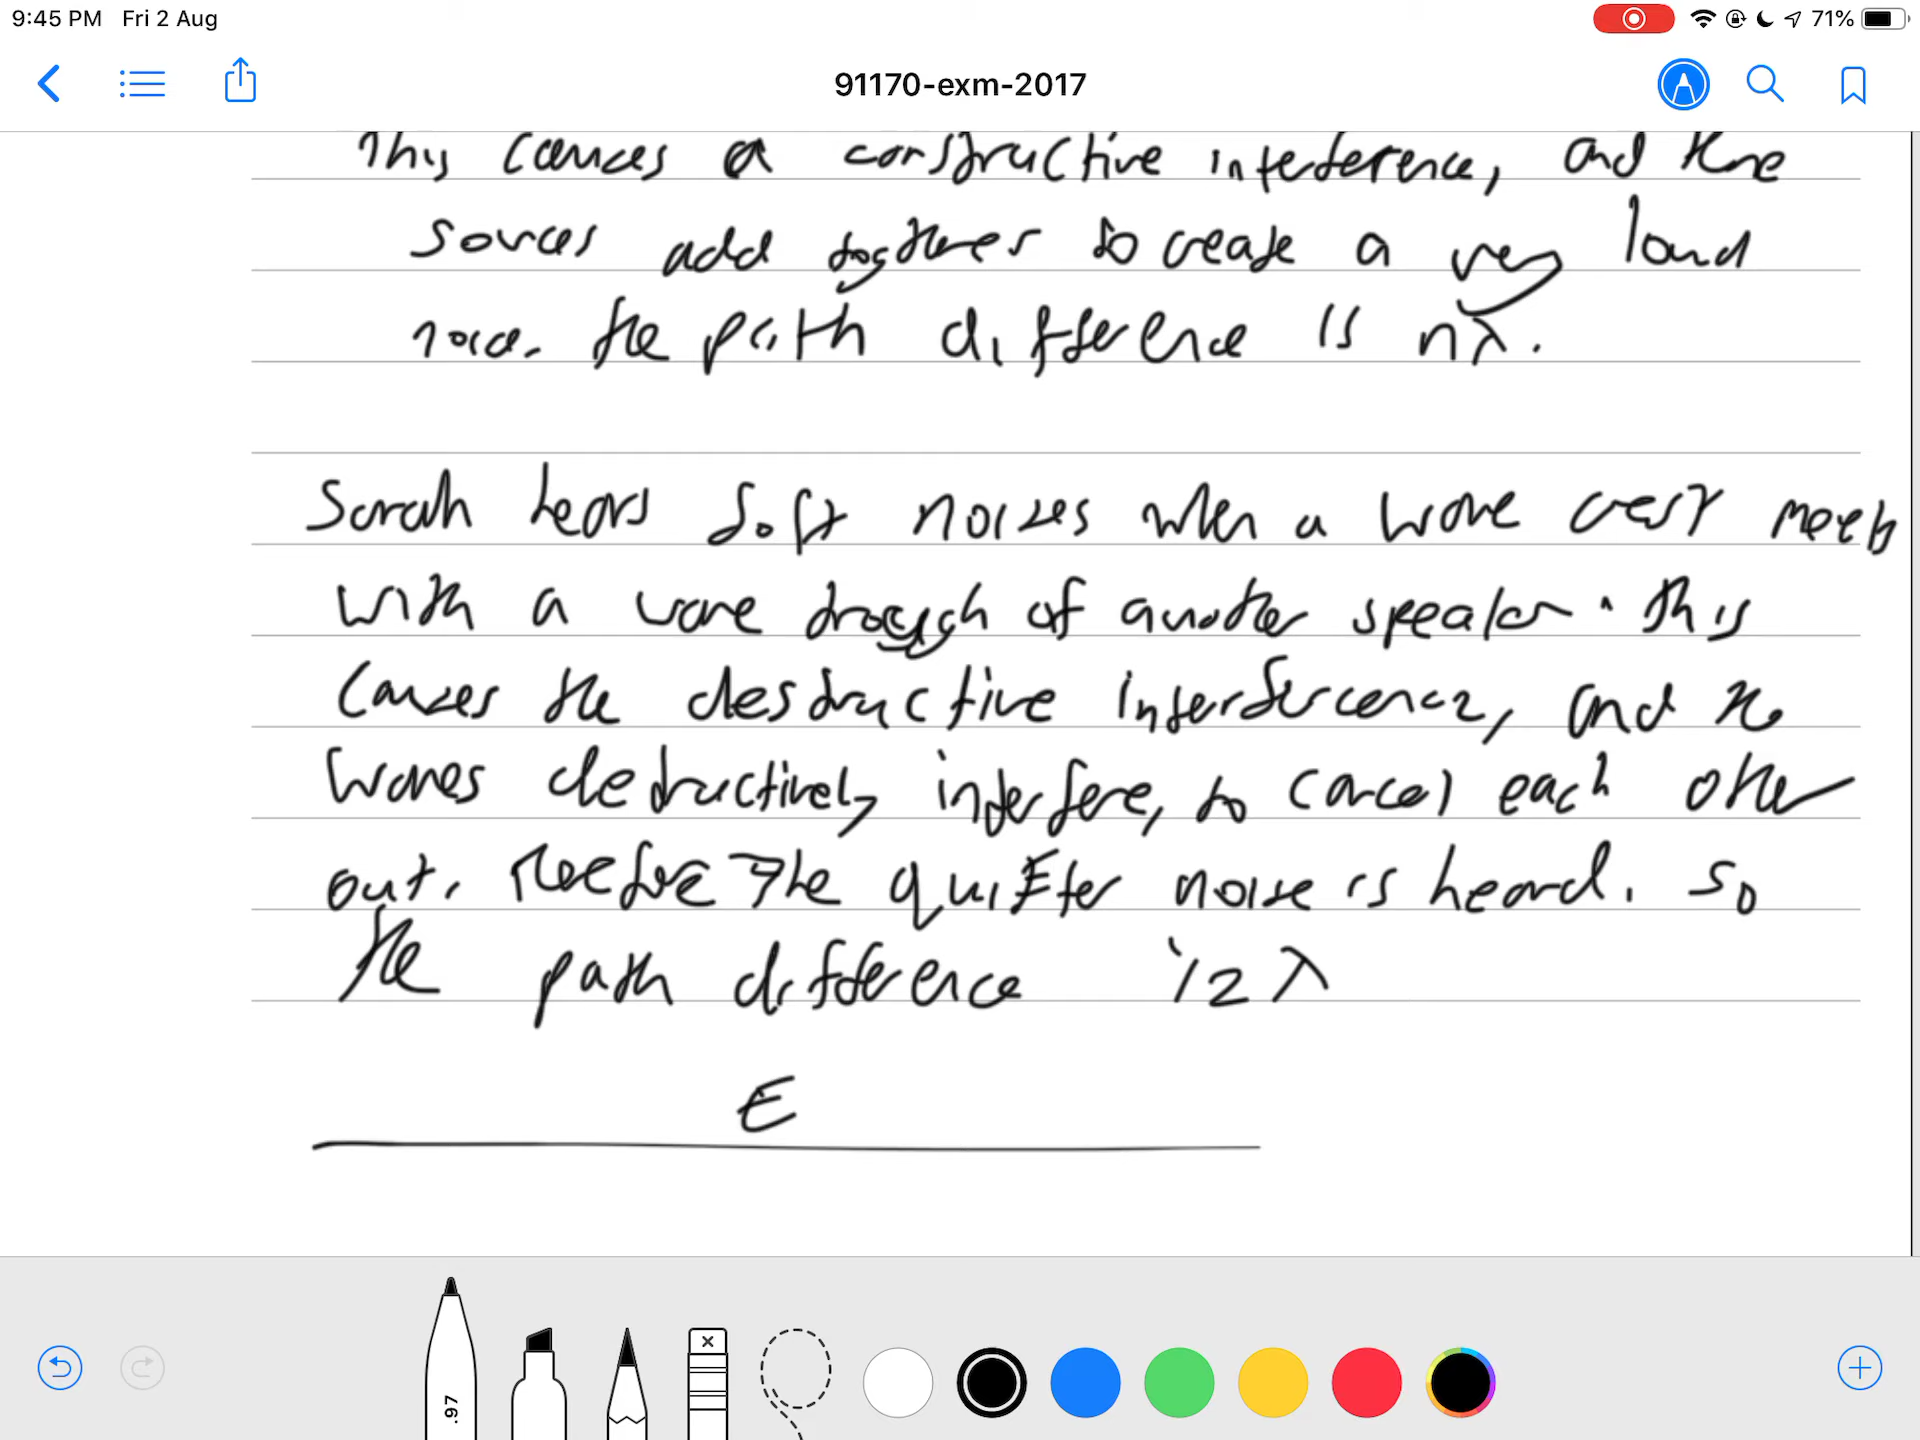 9:45 PM Fri 2 Aug
71%
91170-exm-2017
This causes a constructive interference, and the
sources add together to create a very loud
noise. the path difference is nλ.
Sarah hears soft noises when a wave crest meets
with a wave trough of another speaker. this
causes the destructive interference, and the
waves destructively interfere, to cancel each other
out. Therefore the quieter noise is heard. so
the path difference 1/2 λ
E
.97